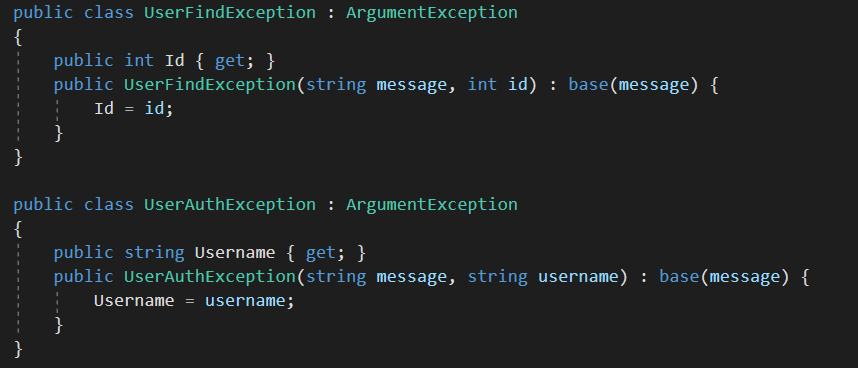 public class UserFindException : ArgumentException
{
    public int Id { get; }
    public UserFindException(string message, int id) : base(message) {
        Id = id;
    }
}

public class UserAuthException : ArgumentException
{
    public string Username { get; }
    public UserAuthException(string message, string username) : base(message) {
        Username = username;
    }
}